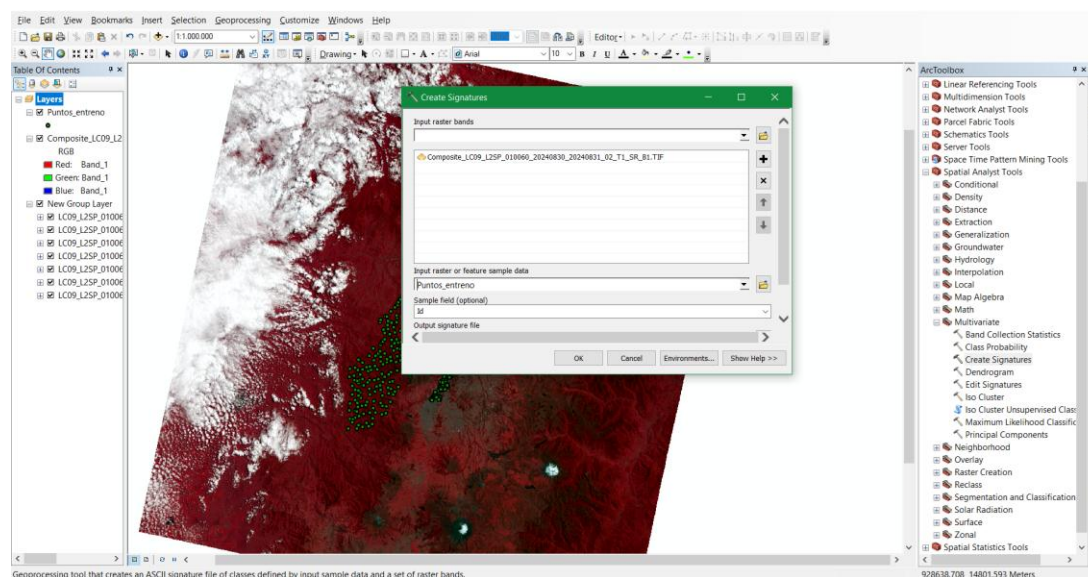 File Edit View Bookmarks Insert Selection Geoprocessing Customize Windows Help
1:1.000.000
Editor
Drawing
Arial
10
B I U A
Table Of Contents
Layers
Puntos_entreno
Composite_LC09_L2
RGB
Red: Band_1
Green: Band_1
Blue: Band_1
New Group Layer
LC09_L2SP_01006
LC09_L2SP_01006
LC09_L2SP_01006
LC09_L2SP_01006
LC09_L2SP_01006
LC09_L2SP_01006
LC09_L2SP_01006
Create Signatures
Input raster bands
Composite_LC09_L2SP_010060_20240830_20240831_02_T1_SR_B1.TIF
Input raster or feature sample data
Puntos_entreno
Sample field (optional)
Id
Output signature file
OK Cancel Environments... Show Help >>
ArcToolbox
Linear Referencing Tools
Multidimension Tools
Network Analyst Tools
Parcel Fabric Tools
Schematics Tools
Server Tools
Space Time Pattern Mining Tools
Spatial Analyst Tools
Conditional
Density
Distance
Extraction
Generalization
Groundwater
Hydrology
Interpolation
Local
Map Algebra
Math
Multivariate
Band Collection Statistics
Class Probability
Create Signatures
Dendrogram
Edit Signatures
Iso Cluster
Iso Cluster Unsupervised Clas
Maximum Likelihood Classific
Principal Components
Neighborhood
Overlay
Raster Creation
Reclass
Segmentation and Classification
Solar Radiation
Surface
Zonal
Spatial Statistics Tools
Geoprocessing tool that creates an ASCII signature file of classes defined by input sample data and a set of raster bands.
928638,708 14801,593 Meters